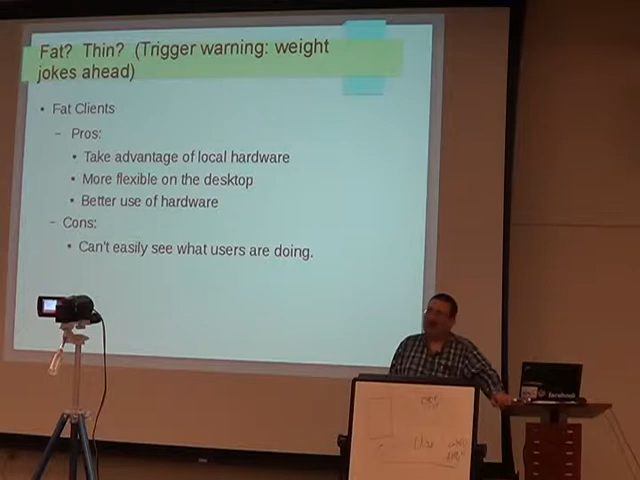 Fat? Thin? (Trigger warning: weight
jokes ahead)
• Fat Clients
– Pros:
• Take advantage of local hardware
• More flexible on the desktop
• Better use of hardware
– Cons:
• Can't easily see what users are doing.
facebook